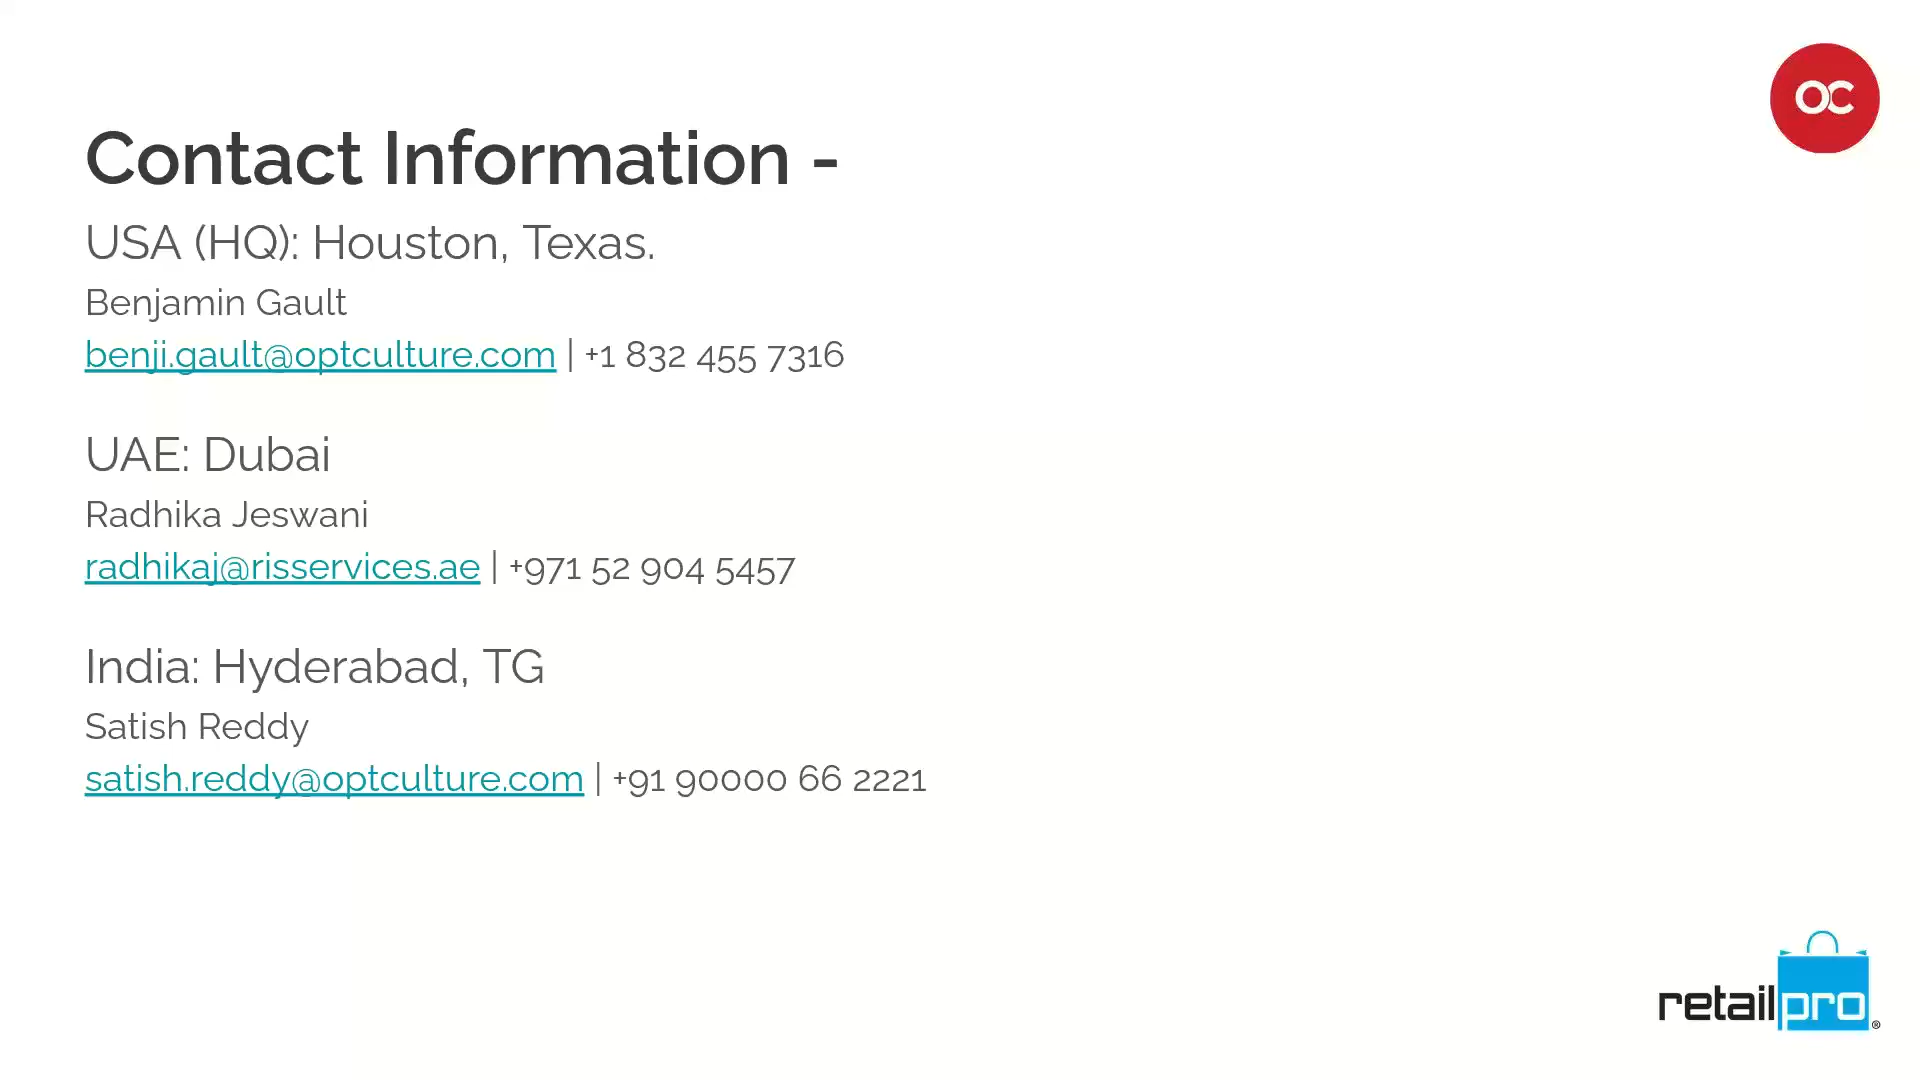 OC
Contact Information -
USA (HQ): Houston, Texas.
Benjamin Gault
benji.gault@optculture.com | +1 832 455 7316
UAE: Dubai
Radhika Jeswani
radhikaj@risservices.ae | +971 52 904 5457
India: Hyderabad, TG
Satish Reddy
satish.reddy@optculture.com | +91 90000 66 2221
retailpro®